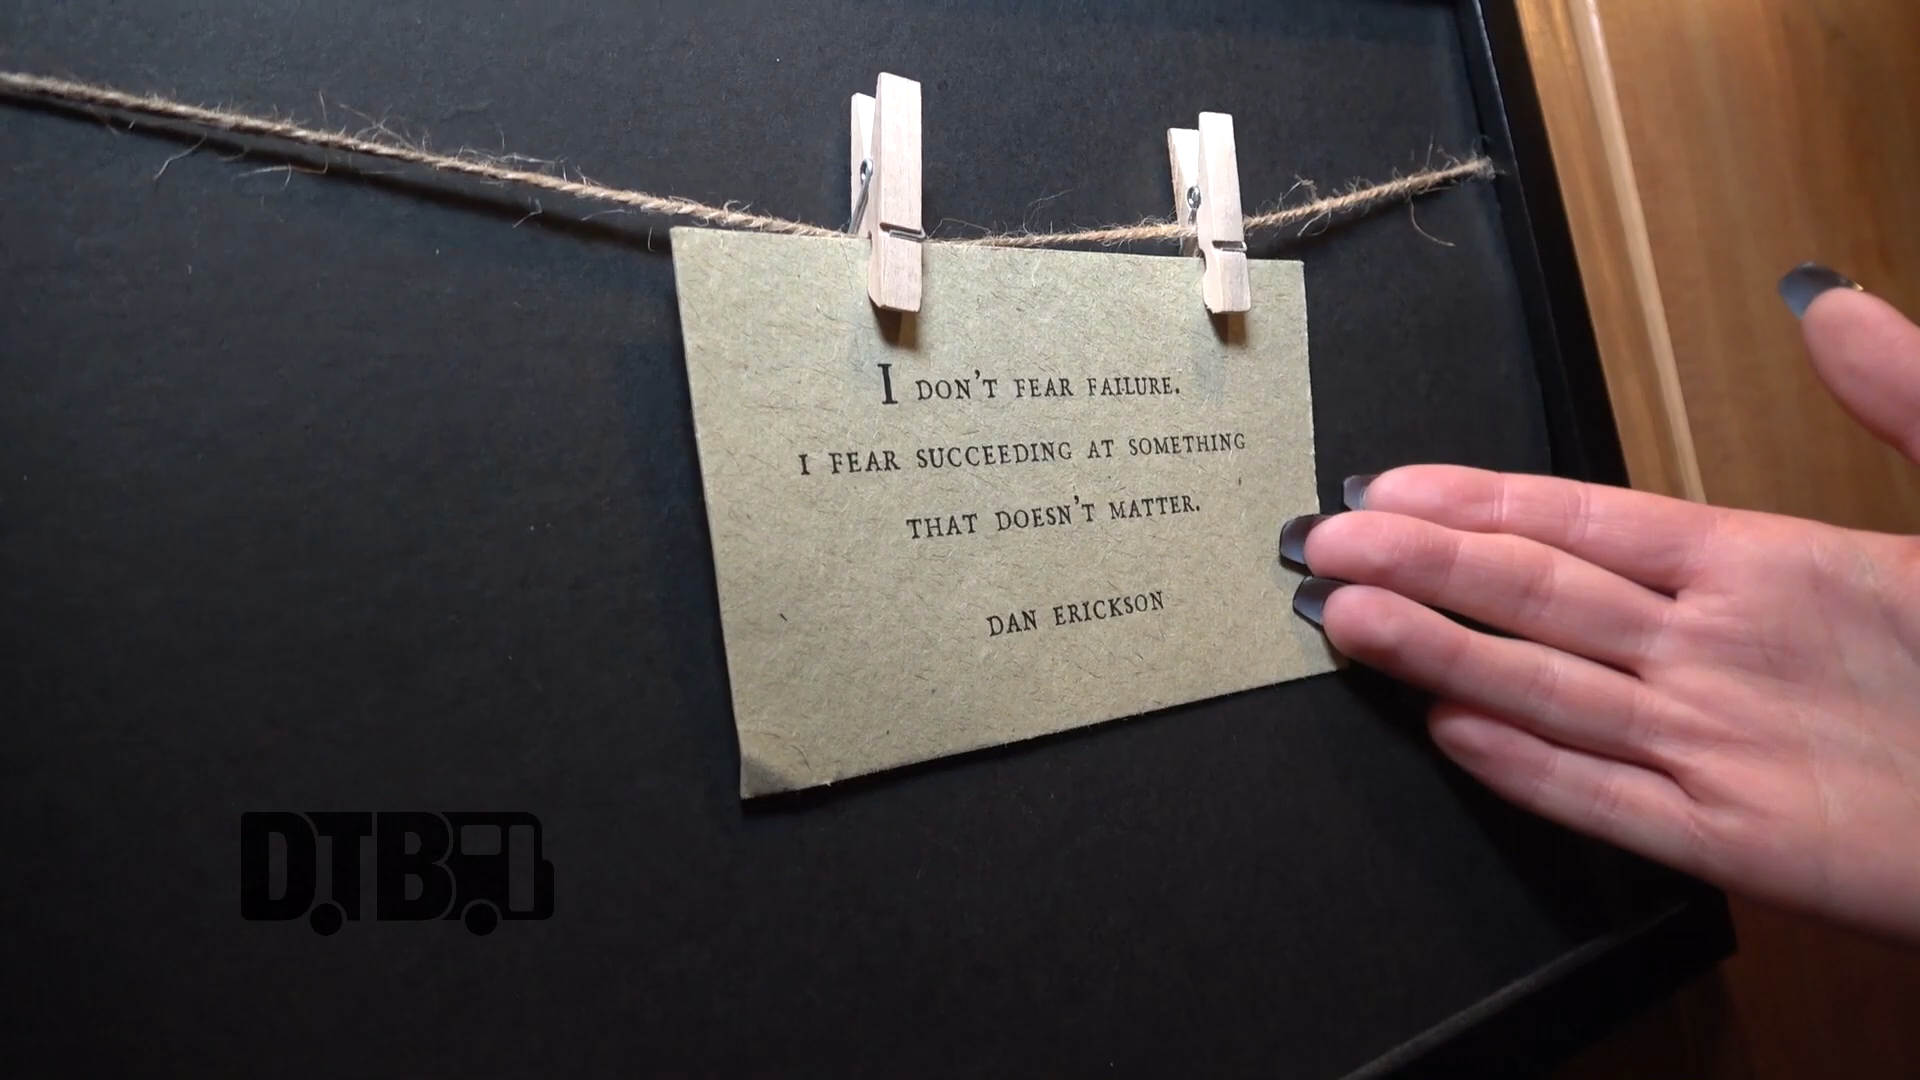 I DON'T FEAR FAILURE.
I FEAR SUCCEEDING AT SOMETHING
THAT DOESN'T MATTER.
DAN ERICKSON
DTB